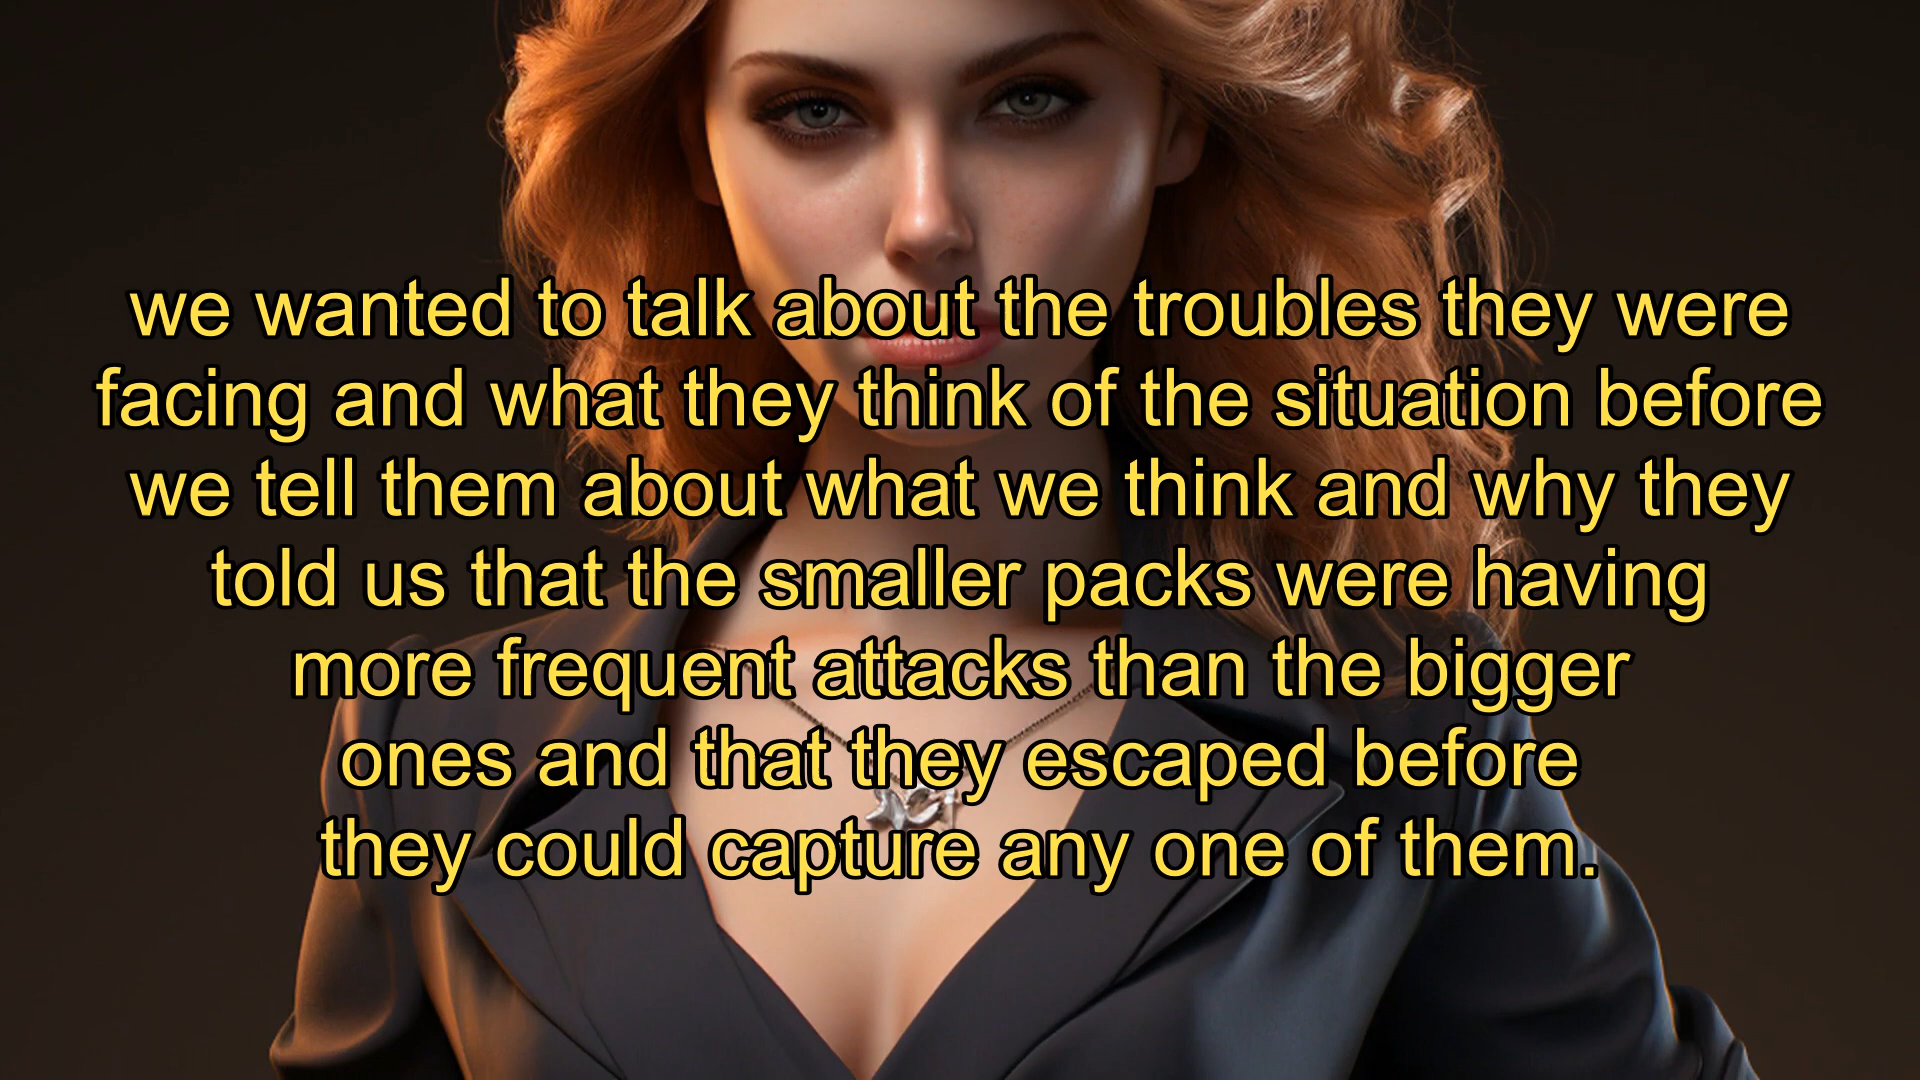 we wanted to talk about the troubles they were
facing and what they think of the situation before
we tell them about what we think and why they
told us that the smaller packs were having
more frequent attacks than the bigger
ones and that they escaped before
they could capture any one of them.